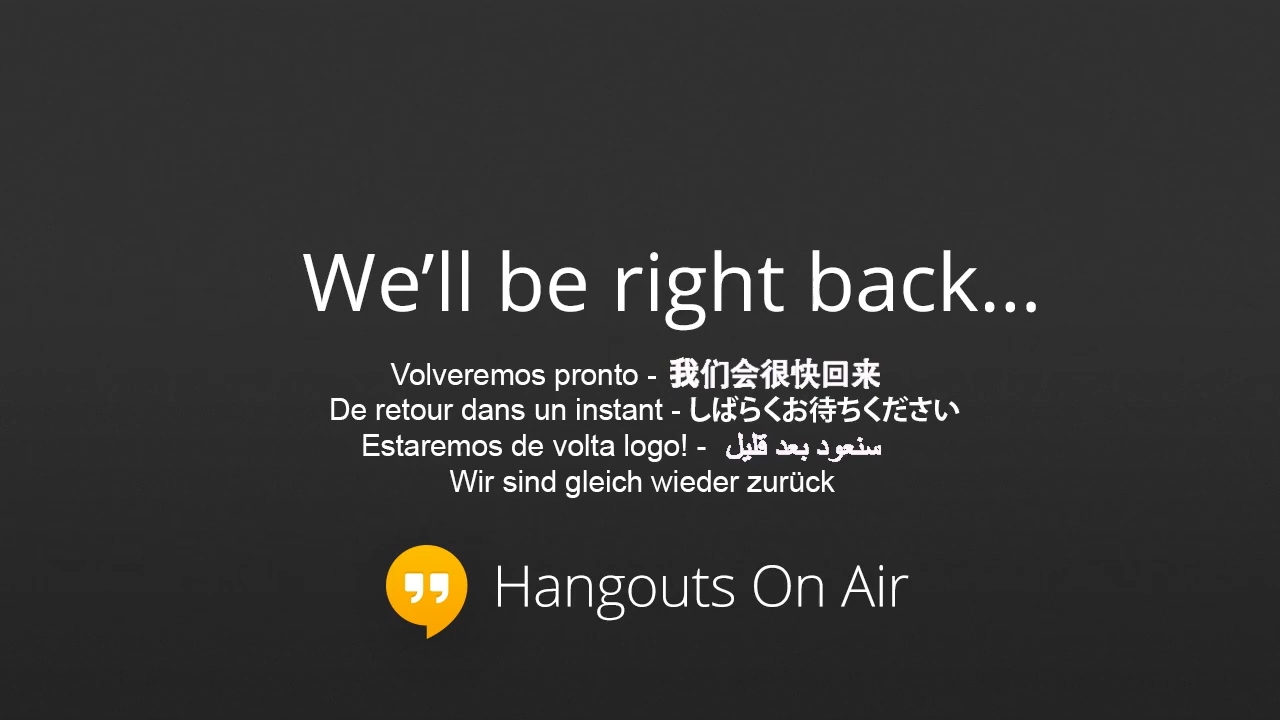 We’ll be right back...
Volveremos pronto - 我们会很快回来
De retour dans un instant - しばらくお待ちください
Estaremos de volta logo! - سنعود بعد قليل
Wir sind gleich wieder zurück
Hangouts On Air